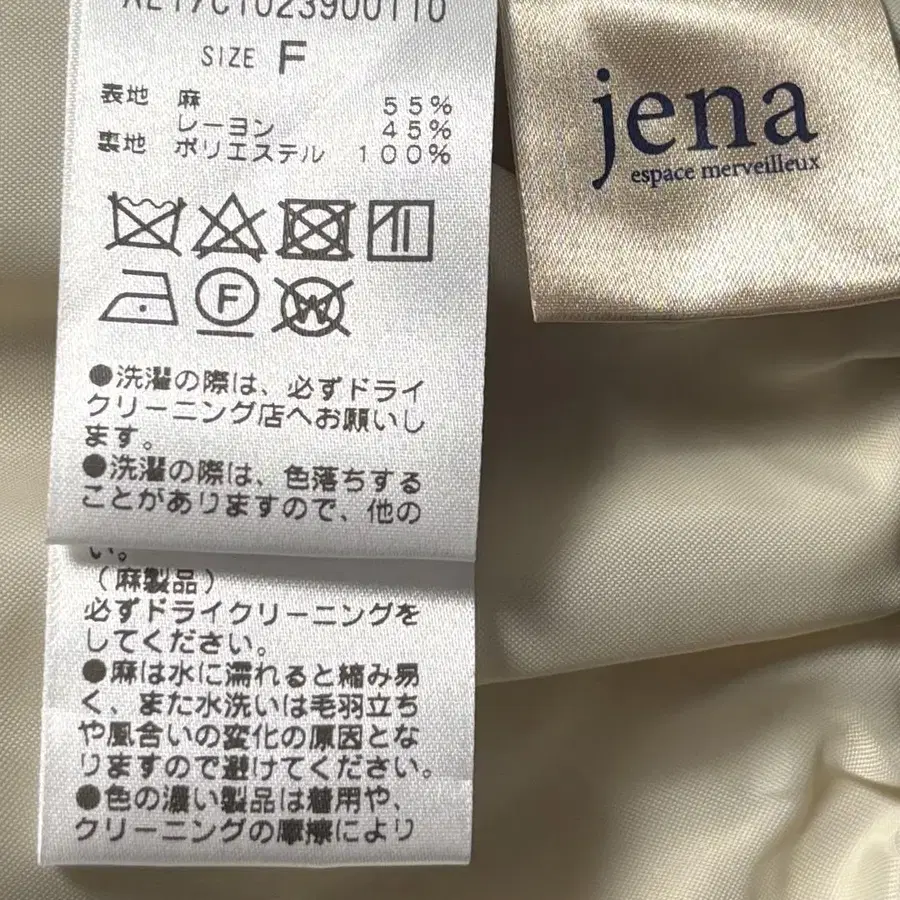 SIZE F
表地 麻 55%
レーヨン 45%
裏地 ポリエステル 100%
F
W
●洗濯の際は、必ずドライ
クリーニング店へお願いし
ます。
●洗濯の際は、色落ちする
ことがありますので、他の
い。
(麻製品)
必ずドライクリーニングを
してください。
●麻は水に濡れると縮み易
く、また水洗いは毛羽立ち
や風合いの変化の原因とな
りますので避けてください。
●色の濃い製品は着用や、
クリーニングの摩擦により
jena
espace merveilleux